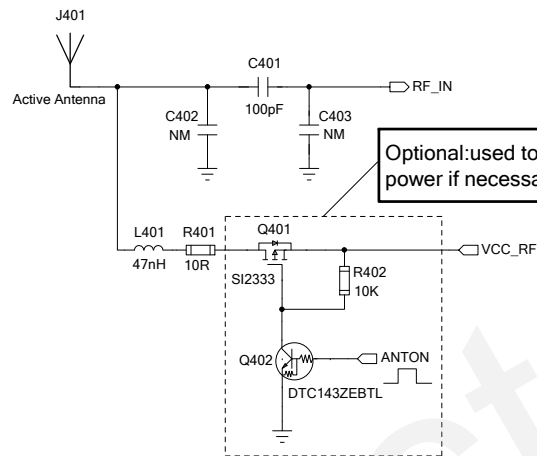 J401
Active Antenna
C401
100pF
RF_IN
C402
NM
C403
NM
Optional:used to
power if
L401
47nH
R401
10R
Q401
SI2333
R402
10K
VCC_RF
Q402
ANTON
DTC143ZEBTL